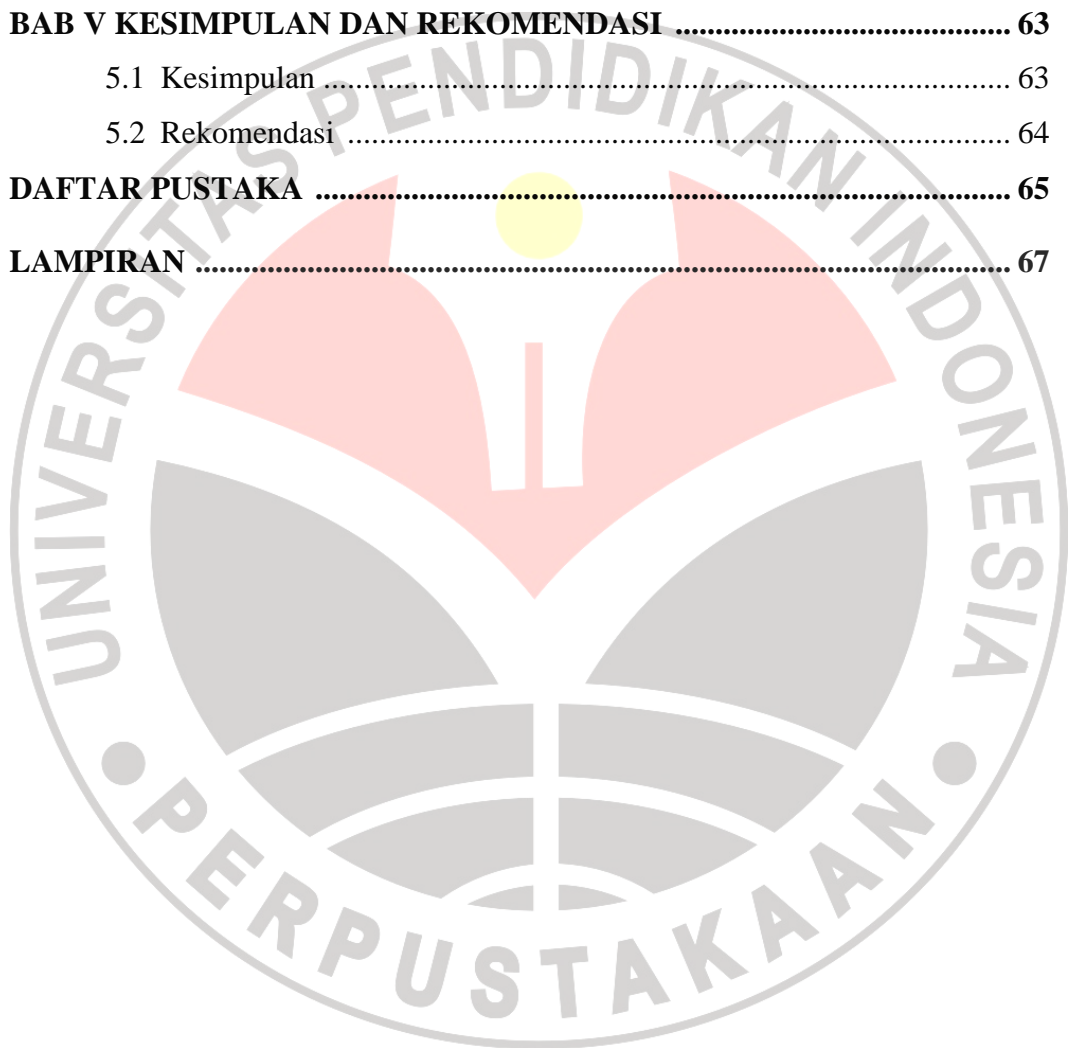 BAB V KESIMPULAN DAN REKOMENDASI .......................................... 63
5.1 Kesimpulan ...................................................................................... 63
5.2 Rekomendasi ................................................................................... 64
DAFTAR PUSTAKA ....................................................................................... 65
LAMPIRAN ...................................................................................................... 67
UNIVERSITAS PENDIDIKAN INDONESIA
PERPUSTAKAAN